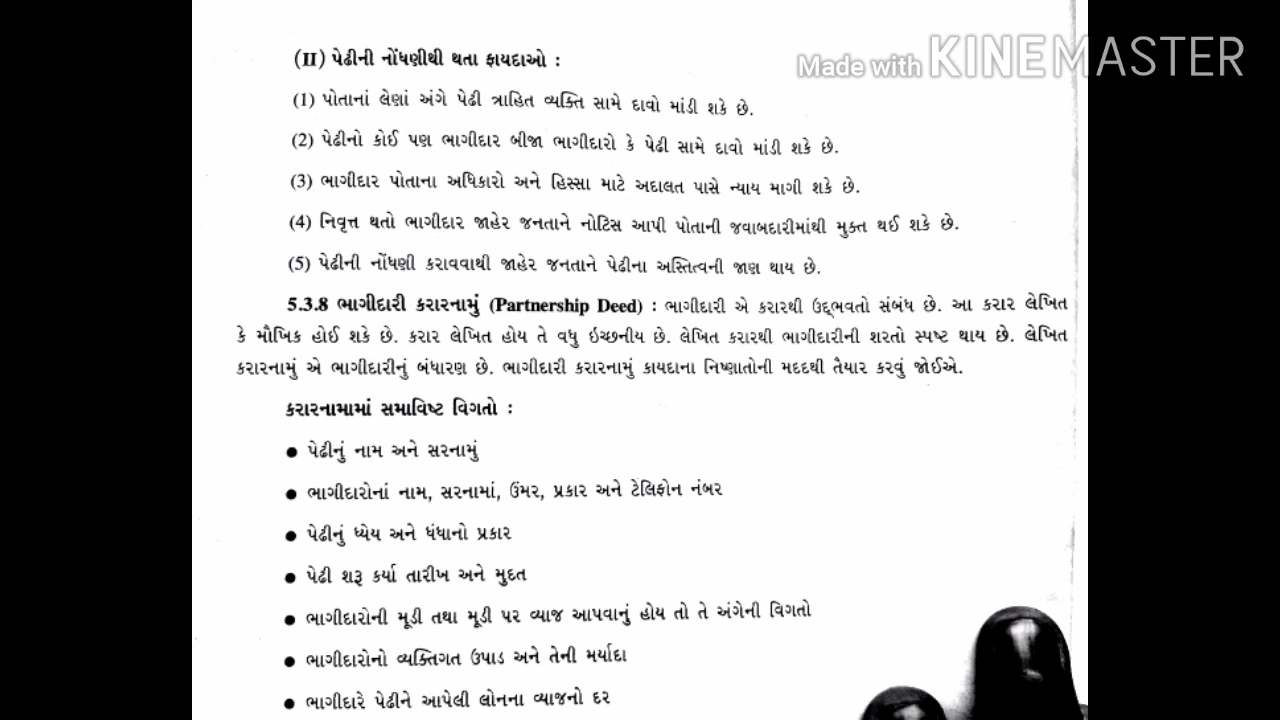 Made with KINEMASTER
(II) પેઢીની નોંધણીથી થતા ફાયદાઓ :
(1) પોતાનાં લેણાં અંગે પેઢી ત્રાહિત વ્યક્તિ સામે દાવો માંડી શકે છે.
(2) પેઢીનો કોઈ પણ ભાગીદાર બીજા ભાગીદારો કે પેઢી સામે દાવો માંડી શકે છે.
(3) ભાગીદાર પોતાના અધિકારો અને હિસ્સા માટે અદાલત પાસે ન્યાય માગી શકે છે.
(4) નિવૃત્ત થતો ભાગીદાર જાહેર જનતાને નોટિસ આપી પોતાની જવાબદારીમાંથી મુક્ત થઈ શકે છે.
(5) પેઢીની નોંધણી કરાવવાથી જાહેર જનતાને પેઢીના અસ્તિત્વની જાણ થાય છે.
5.3.8 ભાગીદારી કરારનામું (Partnership Deed) : ભાગીદારી એ કરારથી ઉદ્ભવતો સંબંધ છે. આ કરાર લેખિત
કે મૌખિક હોઈ શકે છે. કરાર લેખિત હોય તે વધુ ઇચ્છનીય છે. લેખિત કરારથી ભાગીદારીની શરતો સ્પષ્ટ થાય છે. લેખિત
કરારનામું એ ભાગીદારીનું બંધારણ છે. ભાગીદારી કરારનામું કાયદાના નિષ્ણાતોની મદદથી તૈયાર કરવું જોઈએ.
કરારનામામાં સમાવિષ્ટ વિગતો :
● પેઢીનું નામ અને સરનામું
● ભાગીદારોનાં નામ, સરનામાં, ઉંમર, પ્રકાર અને ટેલિફોન નંબર
● પેઢીનું ધ્યેય અને ધંધાનો પ્રકાર
● પેઢી શરૂ કર્યા તારીખ અને મુદત
● ભાગીદારોની મૂડી તથા મૂડી પર વ્યાજ આપવાનું હોય તો તે અંગેની વિગતો
● ભાગીદારોનો વ્યક્તિગત ઉપાડ અને તેની મર્યાદા
● ભાગીદારે પેઢીને આપેલી લોનના વ્યાજનો દર